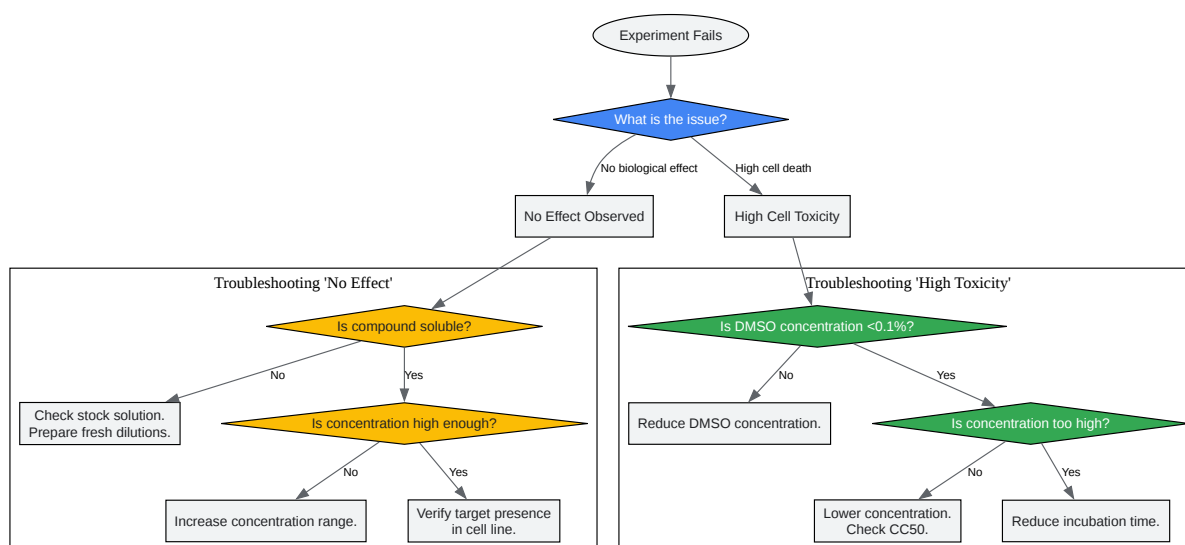 Experiment Fails
What is the issue?
No biological effect
High cell death
No Effect Observed
High Cell Toxicity
Troubleshooting 'No Effect'
Troubleshooting 'High Toxicity'
Is compound soluble?
Is DMSO concentration <0.1%?
No
Yes
No
Yes
Check stock solution.
Prepare fresh dilutions.
Is concentration high enough?
Reduce DMSO concentration.
Is concentration too high?
No
Yes
No
Yes
Increase concentration range.
Verify target presence
in cell line.
Lower concentration.
Check CC50.
Reduce incubation time.